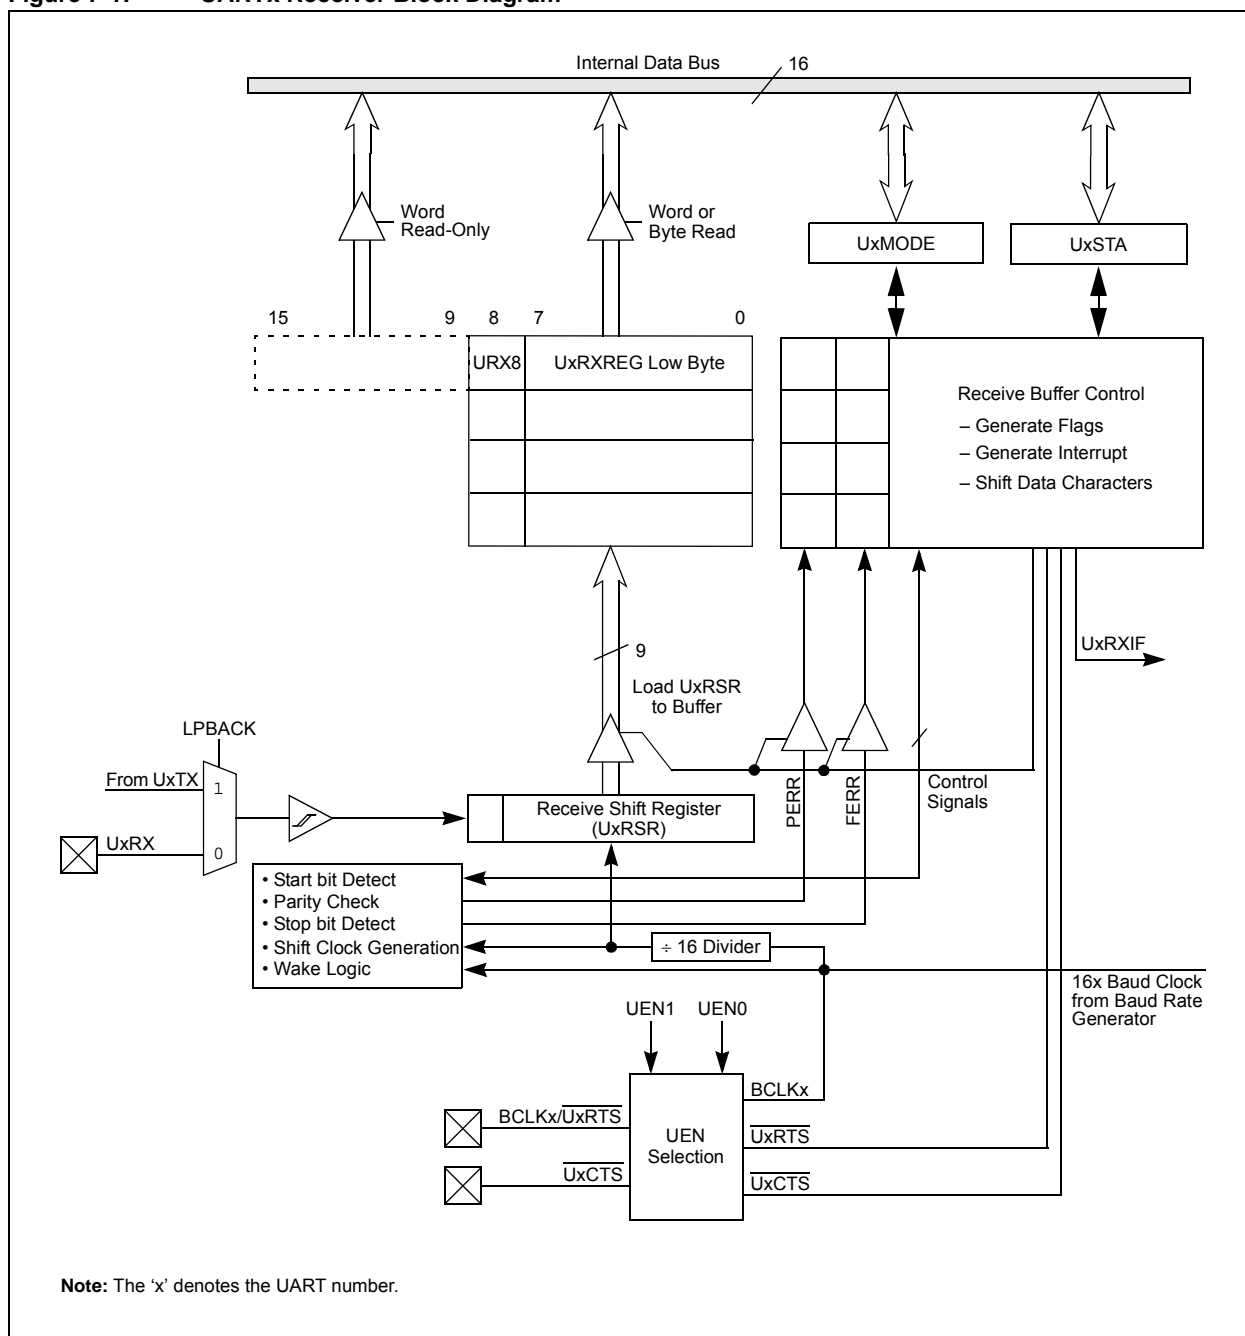 UARTx Receiver Block Diagram
Internal Data Bus
16
Word
Read-Only
Word or
Byte Read
UxMODE
UxSTA
15
9
8
7
0
URX8
UxRXREG Low Byte
Receive Buffer Control
– Generate Flags
– Generate Interrupt
– Shift Data Characters
9
UxRXIF
Load UxRSR
to Buffer
LPBACK
From UxTX
1
UxRX
0
Receive Shift Register
(UxRSR)
PERR
FERR
Control
Signals
• Start bit Detect
• Parity Check
• Stop bit Detect
• Shift Clock Generation
• Wake Logic
÷ 16 Divider
16x Baud Clock
from Baud Rate
Generator
UEN1
UEN0
BCLKx
BCLKx/UxRTS
UEN
Selection
UxRTS
UxCTS
UxCTS
Note: The ‘x’ denotes the UART number.